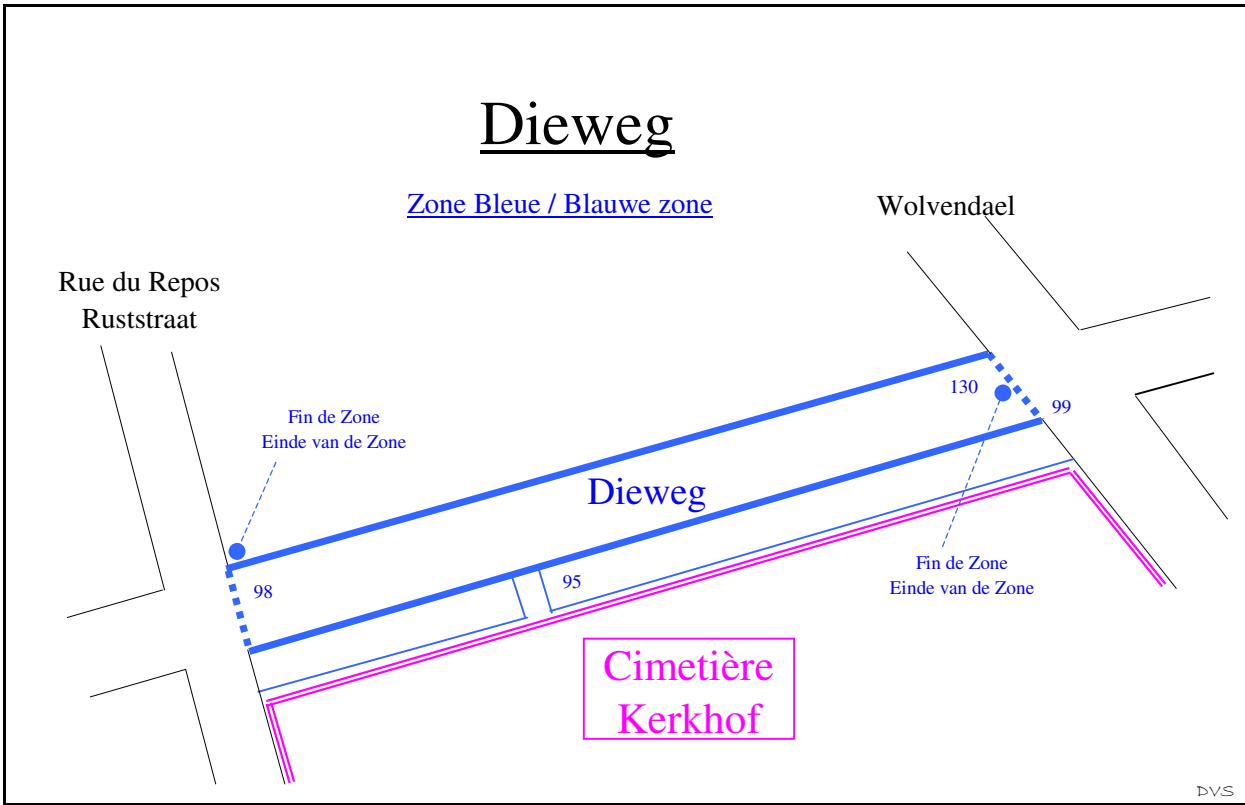 Dieweg
Zone Bleue / Blauwe zone
Wolvendael
Rue du Repos
Ruststraat
130
99
Fin de Zone
Einde van de Zone
Dieweg
98
95
Fin de Zone
Einde van de Zone
Cimetière
Kerkhof
DVS